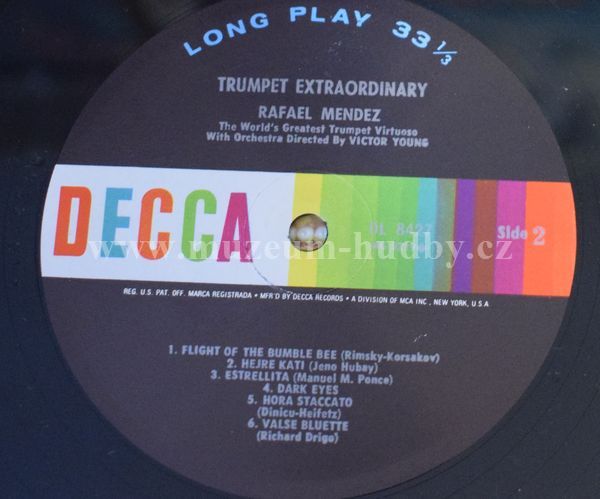 LONG PLAY 33 1/3
TRUMPET EXTRAORDINARY
RAFAEL MENDEZ
The World's Greatest Trumpet Virtuoso
With Orchestra Directed By VICTOR YOUNG
DECCA
DL
Side 2
www.muzeum-hudby.cz
REG. U.S. PAT. OFF. MARCA REGISTRADA • MFR'D BY DECCA RECORDS • A DIVISION OF MCA INC., NEW YORK, U.S.A
1. FLIGHT OF THE BUMBLE BEE (Rimsky-Korsakov)
2. HEJRE KATI (Jeno Hubay)
3. ESTRELLITA (Manuel M. Ponce)
4. DARK EYES
5. HORA STACCATO
(Dinicu-Heifetz)
6. VALSE BLUETTE
(Richard Drigo)